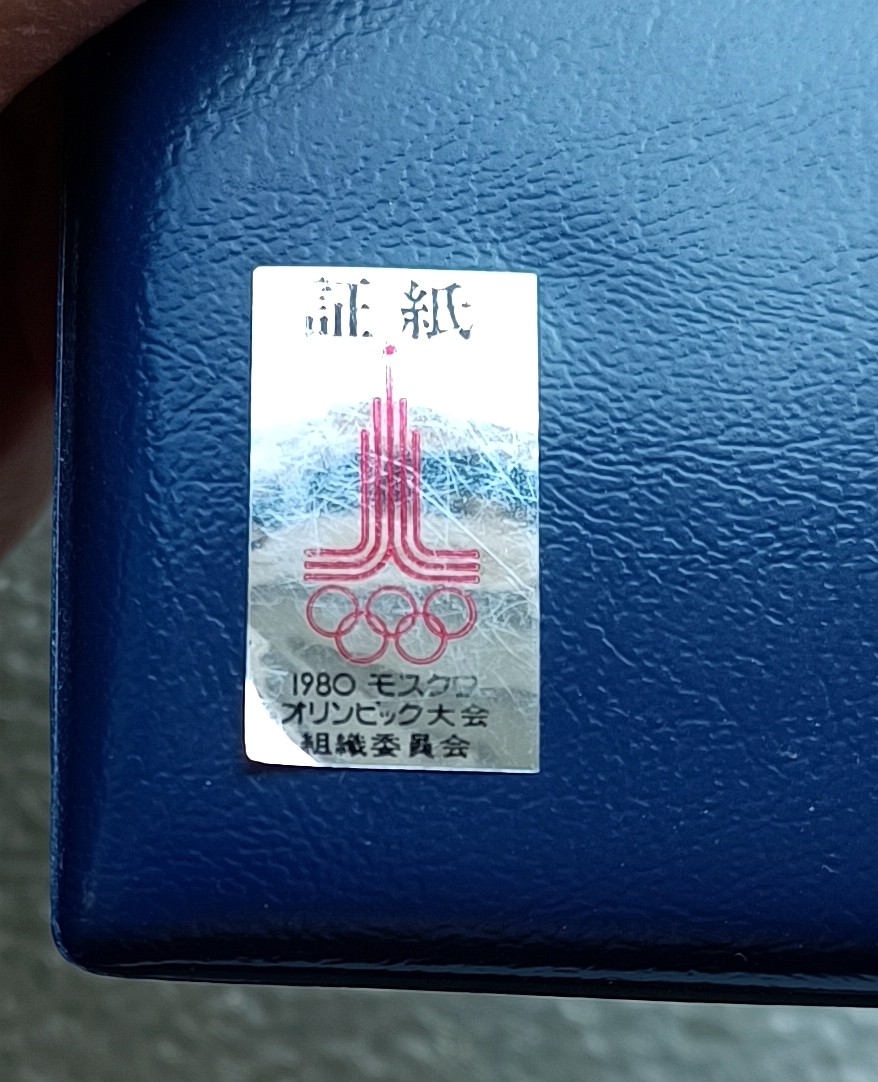 証紙
1980 モスクワ
オリンピック大会
組織委員会